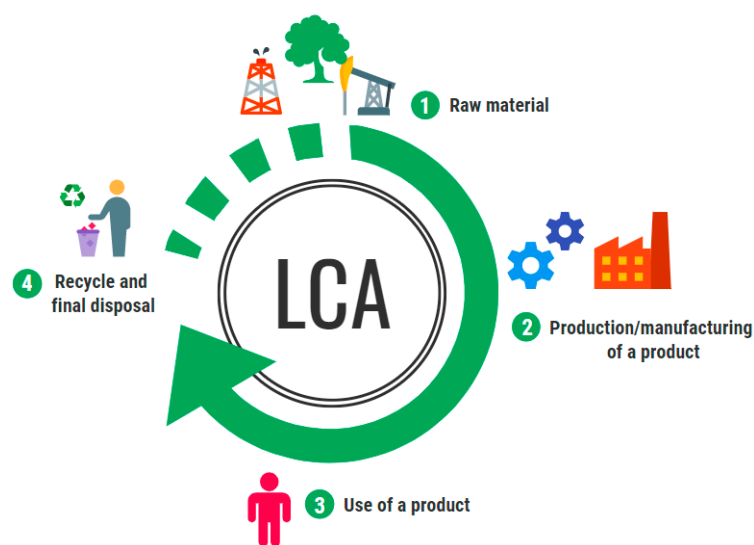 1 Raw material
2 Production/manufacturing
of a product
3 Use of a product
4 Recycle and
final disposal
LCA